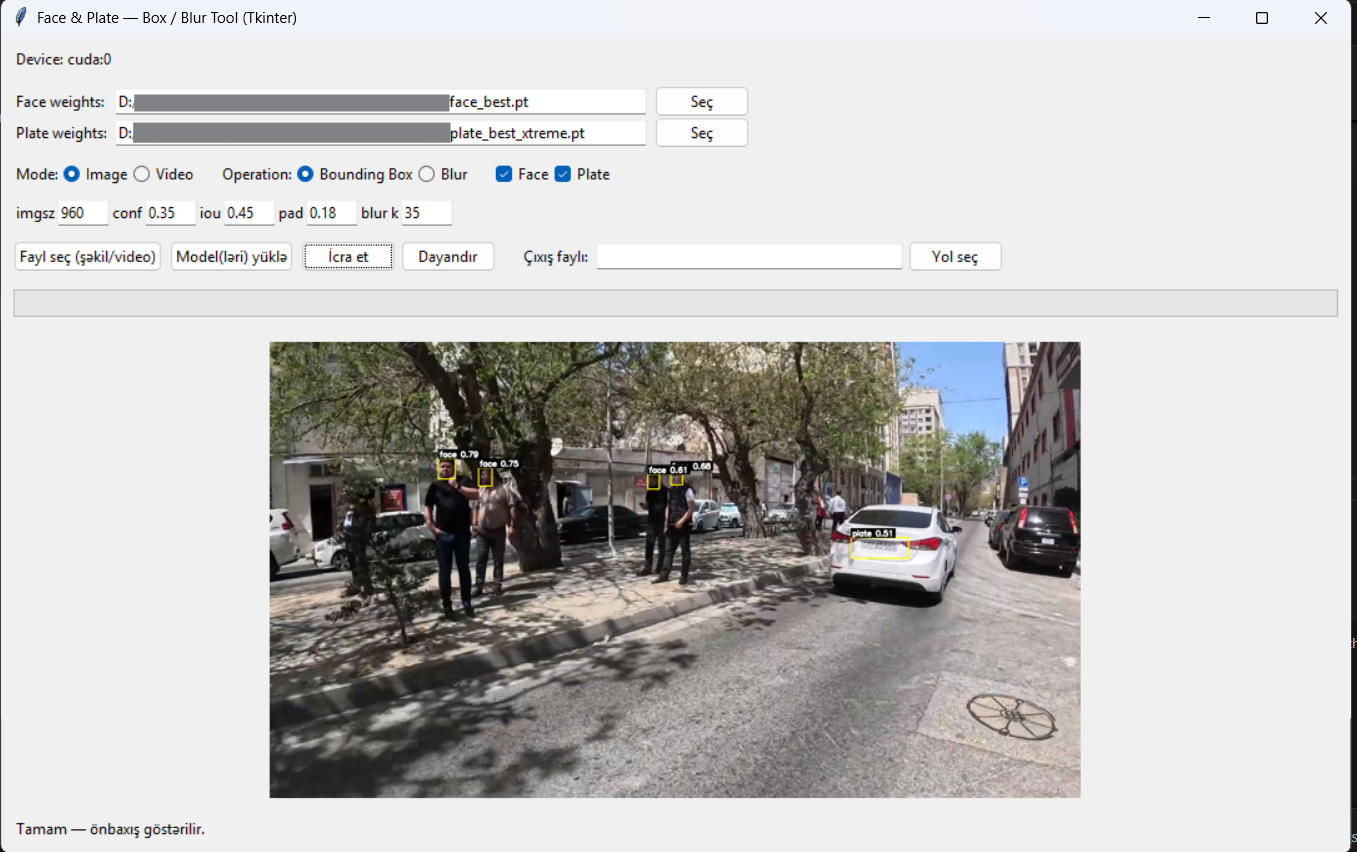 Face & Plate — Box / Blur Tool (Tkinter)
Device: cuda:0
Face weights: D:/ face_best.pt Seç
Plate weights: D: plate_best_xtreme.pt Seç
Mode: Image Video Operation: Bounding Box Blur Face Plate
imgsz 960 conf 0.35 iou 0.45 pad 0.18 blur k 35
Fayl seç (şəkil/video) Model(ləri) yüklə İcra et Dayandır Çıxış faylı: Yol seç
face 0.79
face 0.75
face 0.61 0.68
plate 0.51
P
Tamam — önbaxış göstərilir.